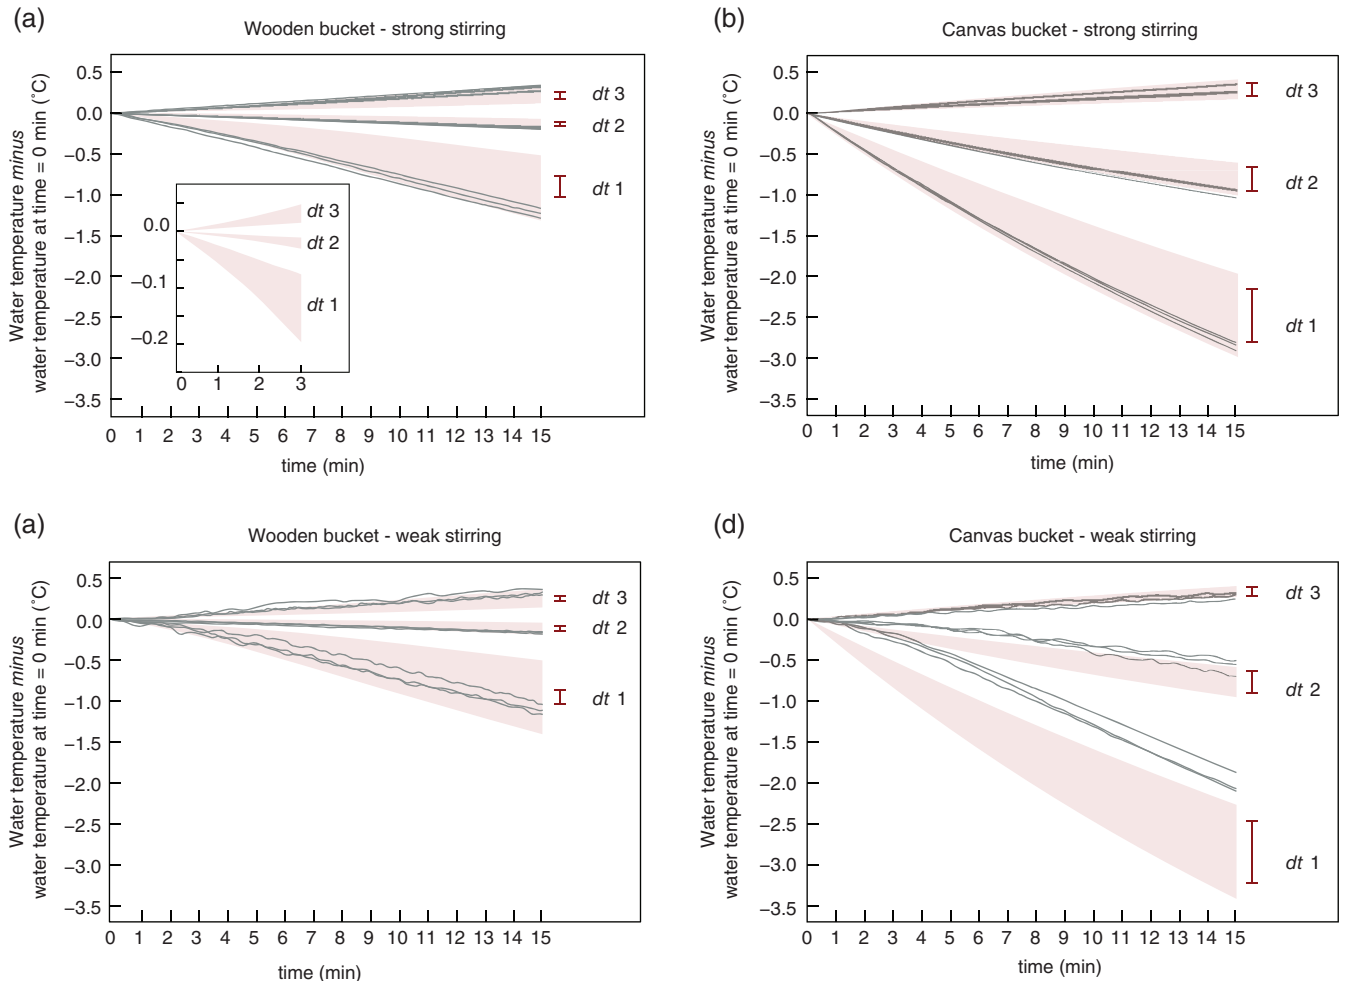 (a)
Wooden bucket - strong stirring
Water temperature minus
water temperature at time = 0 min (˚C)
0.5
0.0
−0.5
−1.0
−1.5
−2.0
−2.5
−3.0
−3.5
dt 3
dt 2
dt 1
0.0
−0.1
−0.2
dt 3
dt 2
dt 1
0 1 2 3
0 1 2 3 4 5 6 7 8 9 10 11 12 13 14 15
time (min)
(b)
Canvas bucket - strong stirring
Water temperature minus
water temperature at time = 0 min (˚C)
0.5
0.0
−0.5
−1.0
−1.5
−2.0
−2.5
−3.0
−3.5
dt 3
dt 2
dt 1
0 1 2 3 4 5 6 7 8 9 10 11 12 13 14 15
time (min)
(a)
Wooden bucket - weak stirring
Water temperature minus
water temperature at time = 0 min (˚C)
0.5
0.0
−0.5
−1.0
−1.5
−2.0
−2.5
−3.0
−3.5
dt 3
dt 2
dt 1
0 1 2 3 4 5 6 7 8 9 10 11 12 13 14 15
time (min)
(d)
Canvas bucket - weak stirring
Water temperature minus
water temperature at time = 0 min (˚C)
0.5
0.0
−0.5
−1.0
−1.5
−2.0
−2.5
−3.0
−3.5
dt 3
dt 2
dt 1
0 1 2 3 4 5 6 7 8 9 10 11 12 13 14 15
time (min)